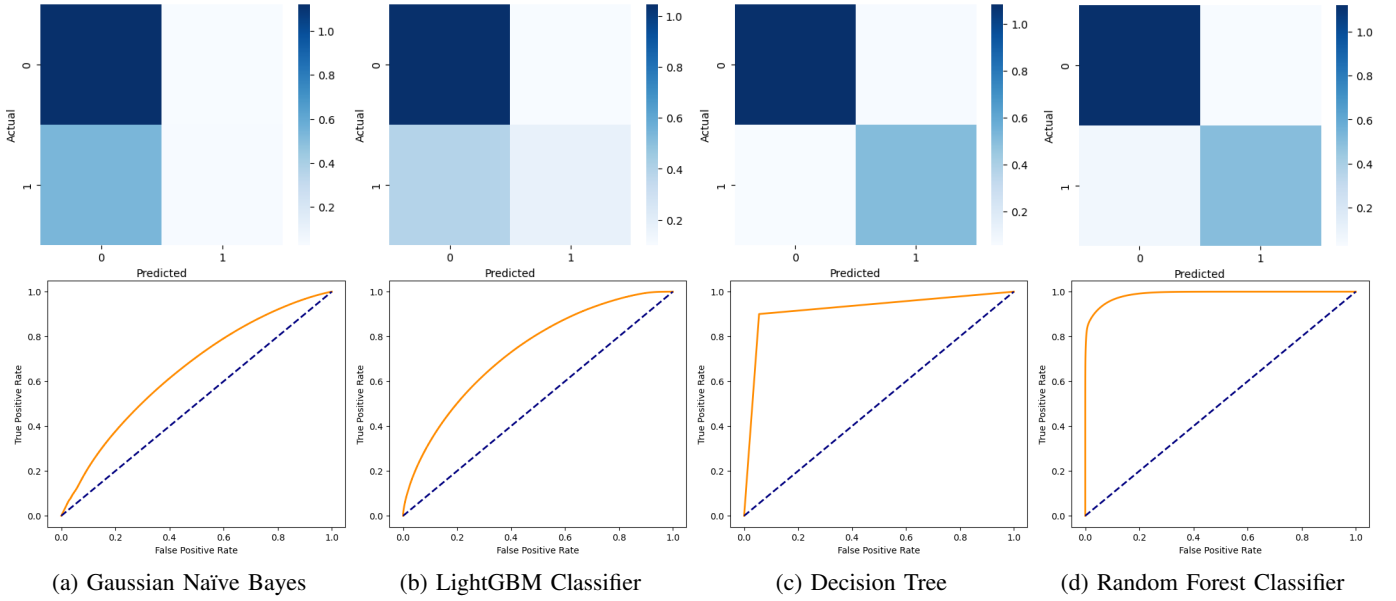 1.0
0.8
0.6
0.4
0.2
0
1
Actual
0
1
Predicted
1.0
0.8
0.6
0.4
0.2
0
1
Actual
0
1
1.0
0.8
0.6
0.4
0.2
0
1
Actual
0
1
Predicted
1.0
0.8
0.6
0.4
0.2
0
1
Actual
0
1
Predicted
True Positive Rate
1.0
0.8
0.6
0.4
0.2
0.0
0.0 0.2 0.4 0.6 0.8 1.0
False Positive Rate
True Positive Rate
1.0
0.8
0.6
0.4
0.2
0.0
0.0 0.2 0.4 0.6 0.8 1.0
False Positive Rate
True Positive Rate
1.0
0.8
0.6
0.4
0.2
0.0
0.0 0.2 0.4 0.6 0.8 1.0
False Positive Rate
True Positive Rate
1.0
0.8
0.6
0.4
0.2
0.0
0.0 0.2 0.4 0.6 0.8 1.0
False Positive Rate
(a) Gaussian Naïve Bayes
(b) LightGBM Classifier
(c) Decision Tree
(d) Random Forest Classifier